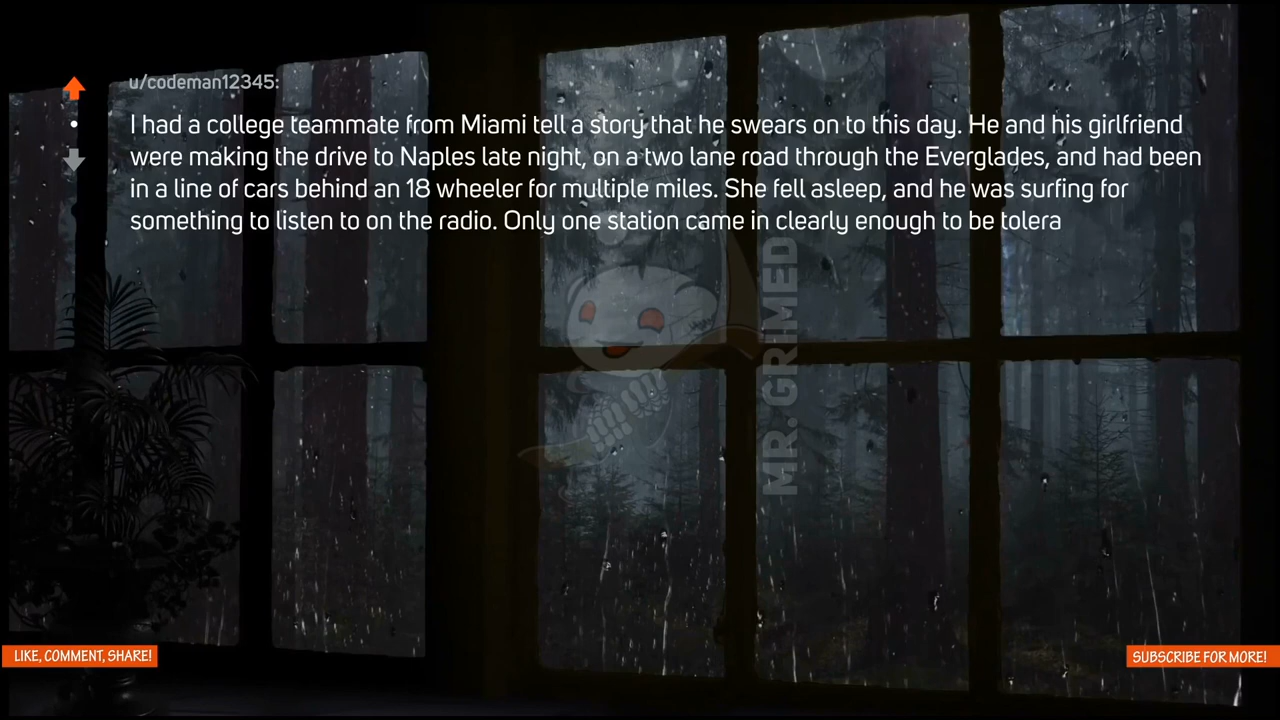 u/codeman12345:
I had a college teammate from Miami tell a story that he swears on to this day. He and his girlfriend
were making the drive to Naples late night, on a two lane road through the Everglades, and had been
in a line of cars behind an 18 wheeler for multiple miles. She fell asleep, and he was surfing for
something to listen to on the radio. Only one station came in clearly enough to be tolera
MR. GRIMED
LIKE, COMMENT, SHARE!
SUBSCRIBE FOR MORE!